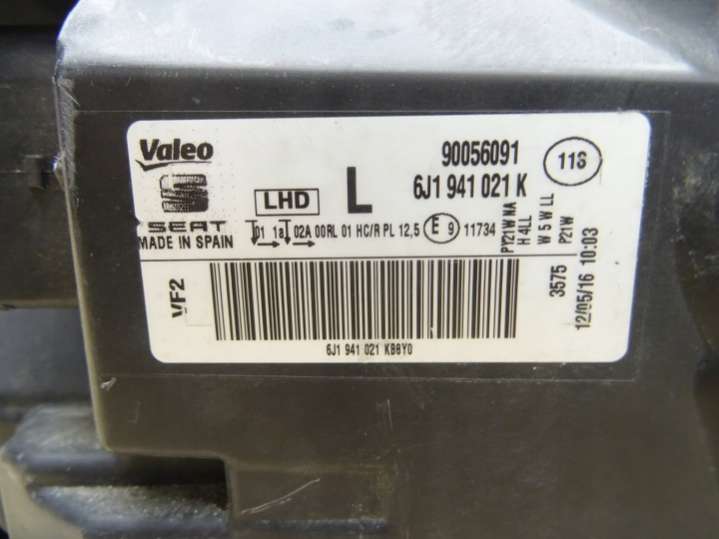 Valeo
90056091
118
LHD
L
6J1 941 021 K
SEAT
MADE IN SPAIN
01 1a 02A 00RL 01 HC/R PL 12,5 E 9 11734
PY21W NA
H 4LL
W 5 W LL
P21W
VF2
3575
12/05/16 10:03
6J1 941 021 KB8Y0